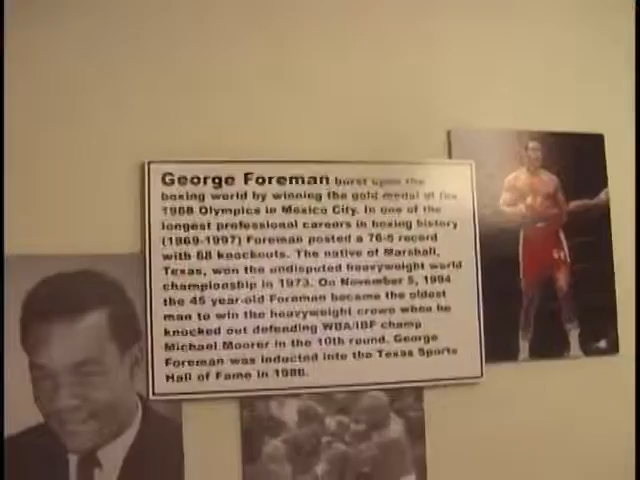 George Foreman burst upon the
boxing world by winning the gold medal at the
1968 Olympics in Mexico City. In one of the
longest professional careers in boxing history
(1969-1997) Foreman posted a 76-5 record
with 68 knockouts. The native of Marshall,
Texas, won the undisputed heavyweight world
championship in 1973. On November 5, 1994
the 45 year-old Foreman became the oldest
man to win the heavyweight crown when he
knocked out defending WBA/IBF champ
Michael Moorer in the 10th round. George
Foreman was inducted into the Texas Sports
Hall of Fame in